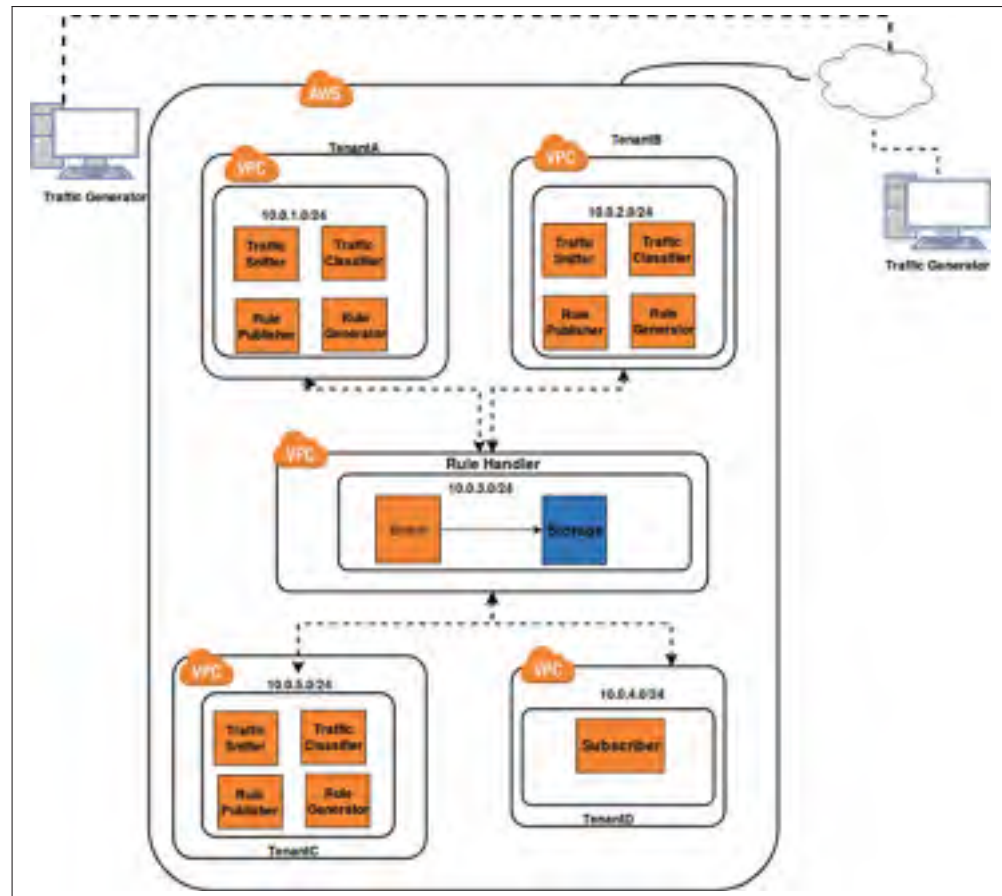 AWS
TenantA
TenantB
VPC
VPC
Traffic Generator
10.0.1.0/24
10.0.2.0/24
Traffic
Sniffer
Traffic
Classifier
Traffic
Sniffer
Traffic
Classifier
Traffic Generator
Rule
Publisher
Rule
Generator
Rule
Publisher
Rule
Generator
VPC
Rule Handler
10.0.3.0/24
Storage
VPC
VPC
10.0.5.0/24
10.0.4.0/24
Traffic
Sniffer
Traffic
Classifier
Subscriber
Rule
Publisher
Rule
Generator
TenantC
TenantD